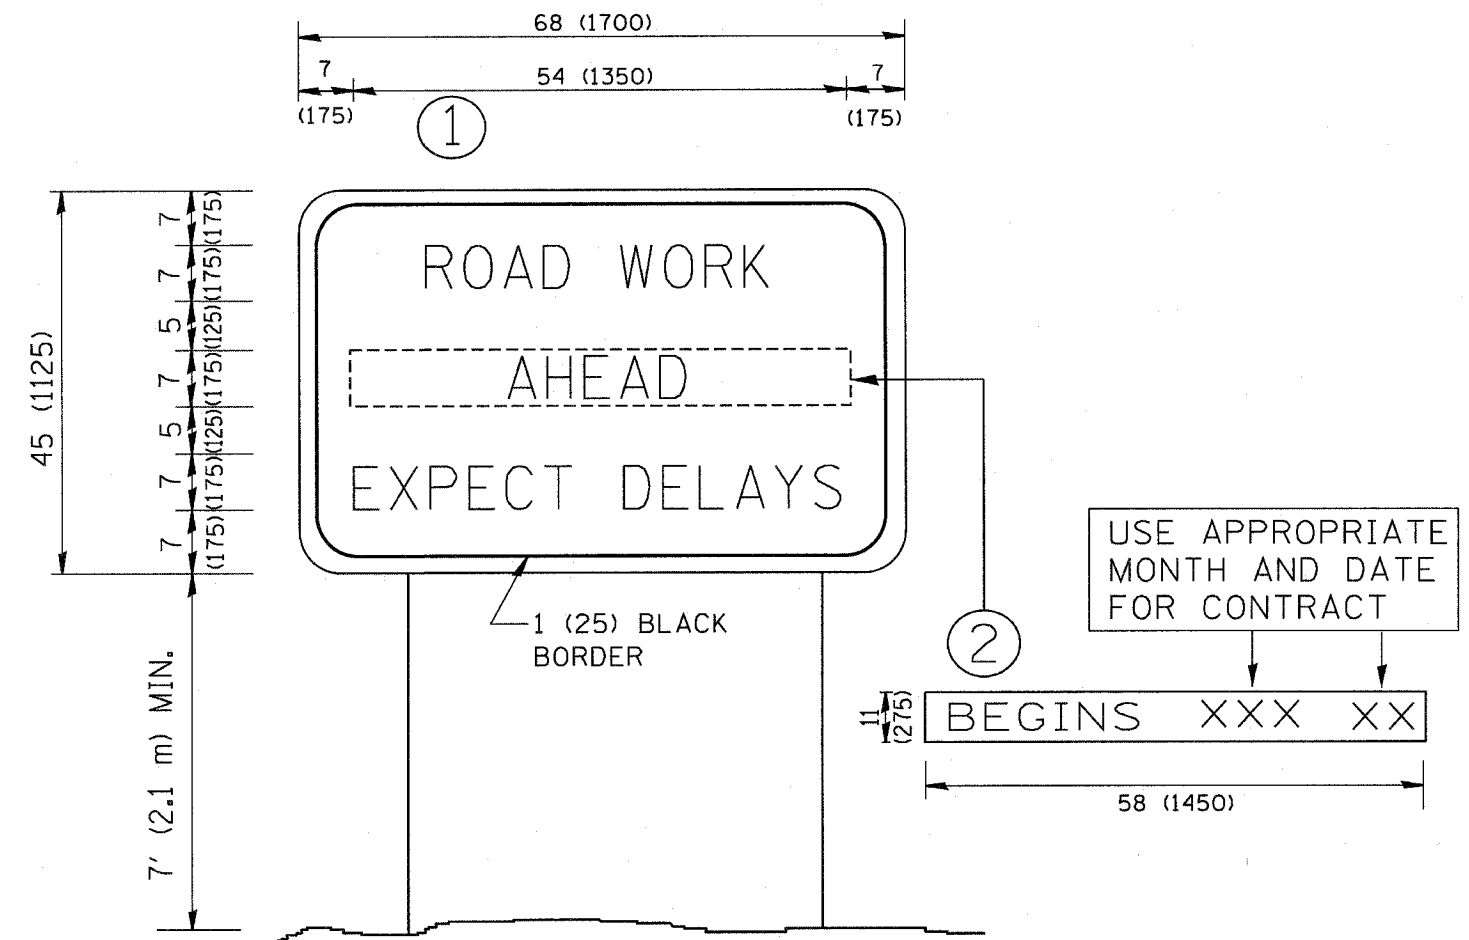 68 (1700)
7
54 (1350)
7
(175)
(175)
1
45 (1125)
7 (175)
7 (175)
5 (125)
7 (175)
5 (125)
7 (175)
7 (175)
ROAD WORK
AHEAD
EXPECT DELAYS
1 (25) BLACK
BORDER
7' (2.1 m) MIN.
USE APPROPRIATE
MONTH AND DATE
FOR CONTRACT
2
11
(275)
BEGINS XXX XX
58 (1450)